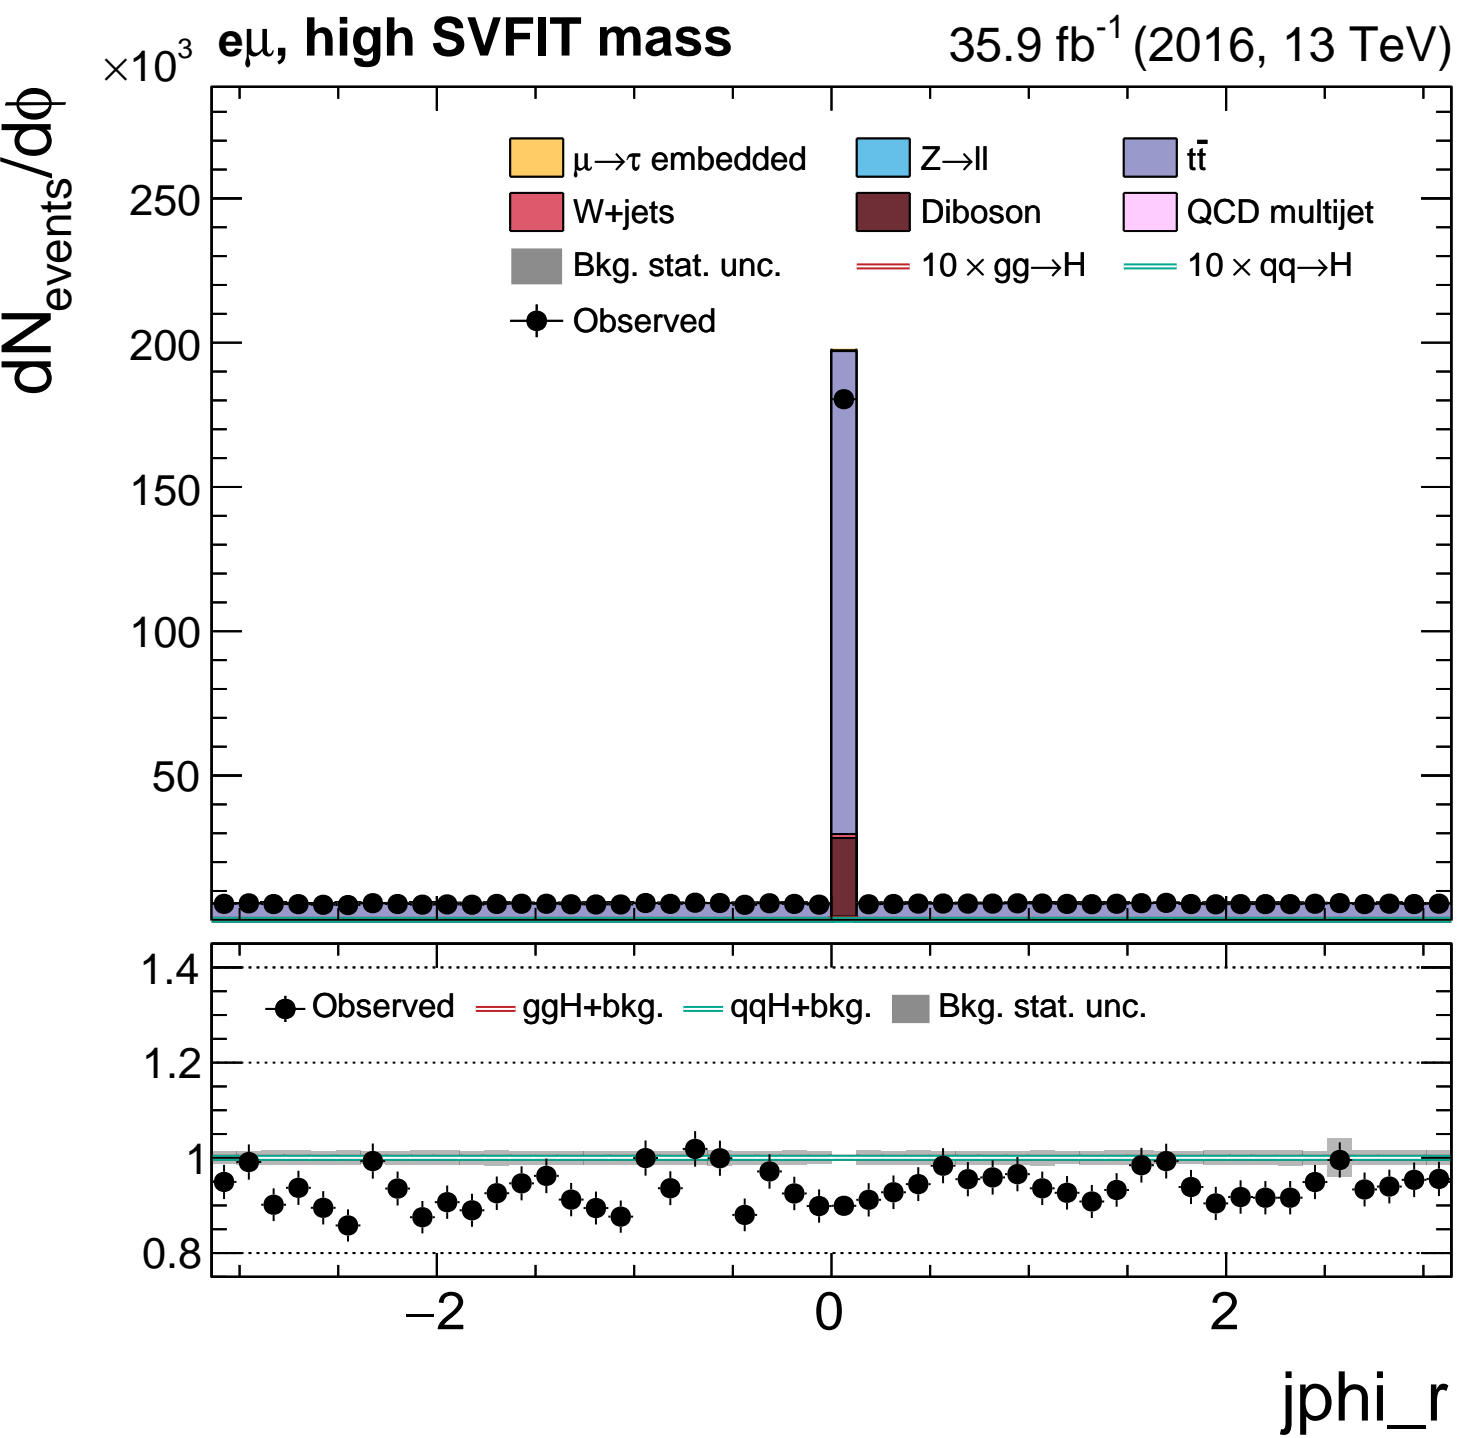 ×10³ eμ, high SVFIT mass 35.9 fb⁻¹ (2016, 13 TeV)
dN_events/dϕ
μ→τ embedded Z→ll tt̄
W+jets Diboson QCD multijet
Bkg. stat. unc. 10 × gg→H 10 × qq→H
Observed
250
200
150
100
50
1.4
Observed ggH+bkg. qqH+bkg. Bkg. stat. unc.
1.2
1
0.8
−2 0 2
jphi_r